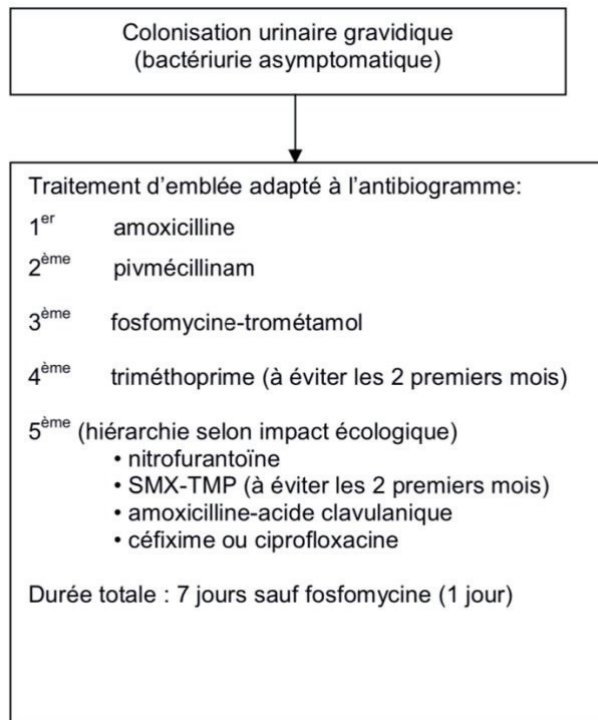 Colonisation urinaire gravidique
(bactériurie asymptomatique)
Traitement d'emblée adapté à l'antibiogramme:
1er amoxicilline
2ème pivmécillinam
3ème fosfomycine-trométamol
4ème triméthoprime (à éviter les 2 premiers mois)
5ème (hiérarchie selon impact écologique)
• nitrofurantoïne
• SMX-TMP (à éviter les 2 premiers mois)
• amoxicilline-acide clavulanique
• céfixime ou ciprofloxacine
Durée totale : 7 jours sauf fosfomycine (1 jour)